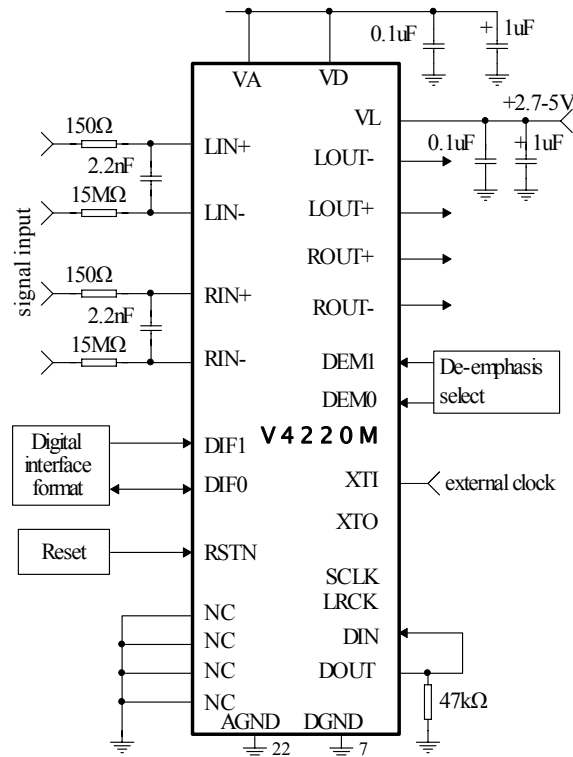 0.1uF
+ 1uF
VA
VD
+2.7-5V
VL
0.1uF
+ 1uF
150Ω
LIN+
2.2nF
LOUT-
15MΩ
LIN-
LOUT+
signal input
150Ω
RIN+
ROUT+
2.2nF
ROUT-
15MΩ
RIN-
DEM1
De-emphasis
select
DEM0
V4220M
Digital
interface
format
DIF1
DIF0
XTI
external clock
XTO
Reset
RSTN
SCLK
LRCK
NC
NC
NC
NC
DIN
DOUT
47kΩ
AGND
DGND
22
7